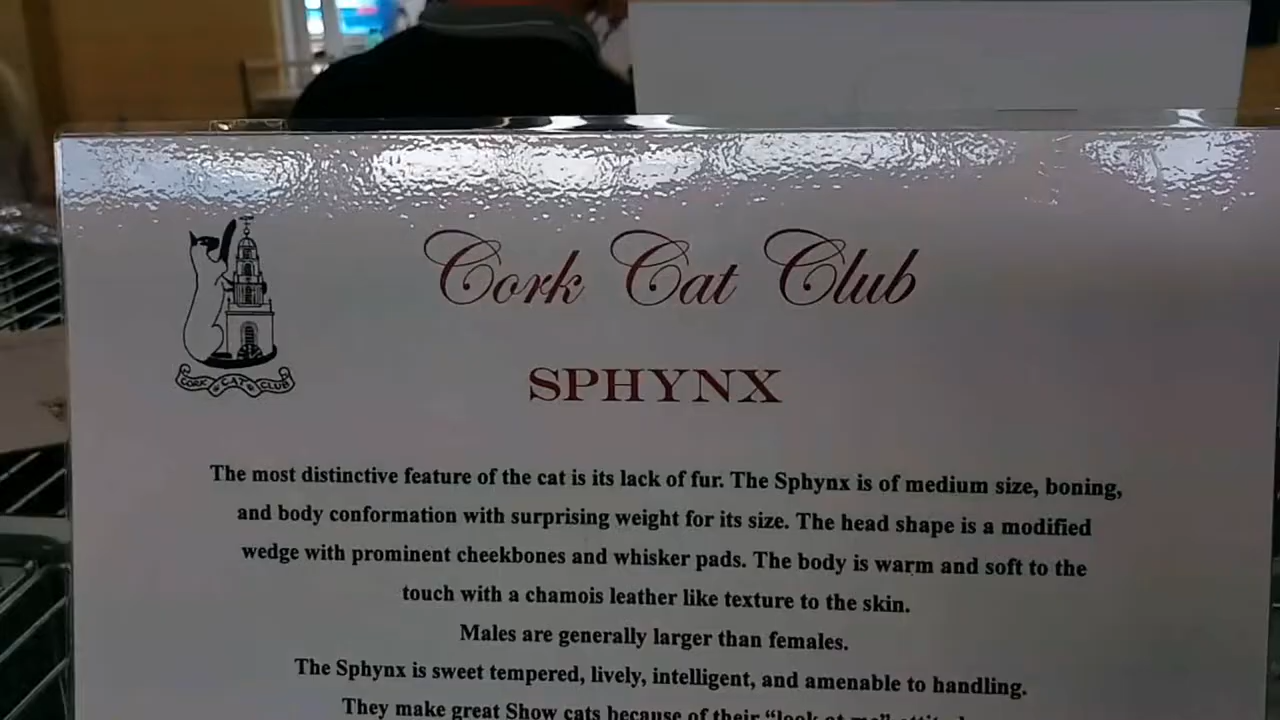 Cork Cat Club
CORK CAT CLUB
SPHYNX
The most distinctive feature of the cat is its lack of fur. The Sphynx is of medium size, boning,
and body conformation with surprising weight for its size. The head shape is a modified
wedge with prominent cheekbones and whisker pads. The body is warm and soft to the
touch with a chamois leather like texture to the skin.
Males are generally larger than females.
The Sphynx is sweet tempered, lively, intelligent, and amenable to handling.
They make great Show cats because of their “look at me”